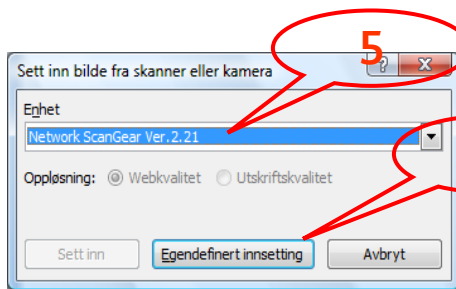 5
Sett inn bilde fra skanner eller kamera
? X
Enhet
Network ScanGear Ver.2.21
Oppløsning: Webkvalitet Utskriftskvalitet
Sett inn Egendefinert innsetting Avbryt